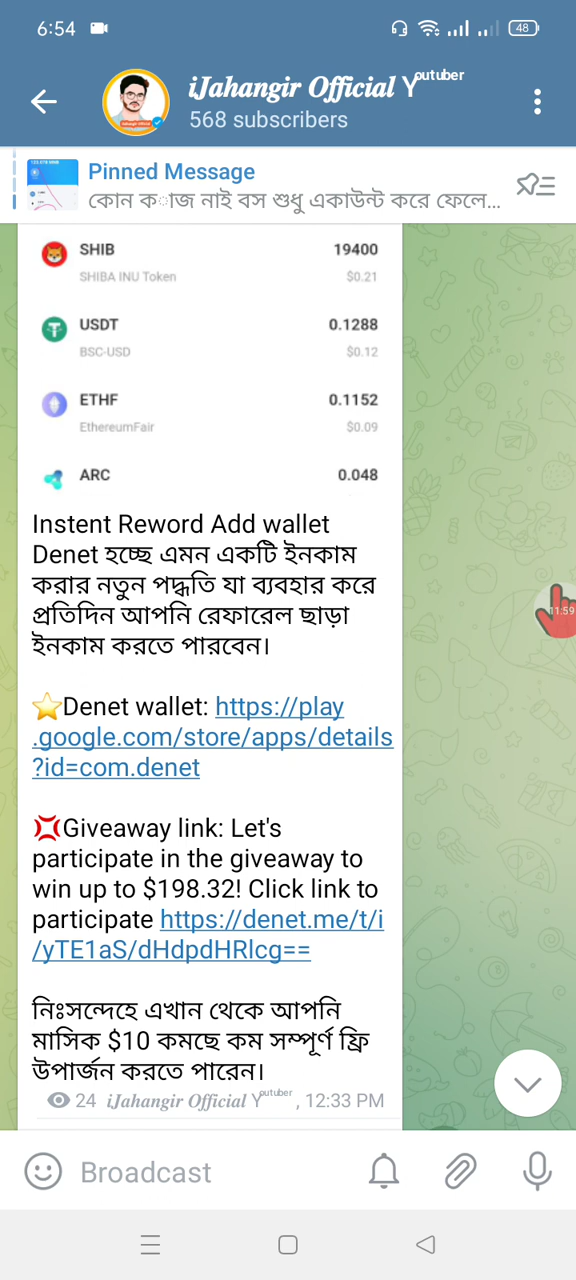 6:54
48
iJahangir Official Youtuber
568 subscribers
Pinned Message
কোন কাজ নাই বস শুধু একাউন্ট করে ফেলে...
SHIB 19400
SHIBA INU Token $0.21
USDT 0.1288
BSC-USD $0.12
ETHF 0.1152
EthereumFair $0.09
ARC 0.048
Instent Reword Add wallet
Denet হচ্ছে এমন একটি ইনকাম
করার নতুন পদ্ধতি যা ব্যবহার করে
প্রতিদিন আপনি রেফারেল ছাড়া
ইনকাম করতে পারবেন।
11:59
⭐Denet wallet: https://play
.google.com/store/apps/details
?id=com.denet
💢Giveaway link: Let's
participate in the giveaway to
win up to $198.32! Click link to
participate https://denet.me/t/i
/yTE1aS/dHdpdHRlcg==
নিঃসন্দেহে এখান থেকে আপনি
মাসিক $10 কমছে কম সম্পূর্ণ ফ্রি
উপার্জন করতে পারেন।
24 iJahangir Official Youtuber , 12:33 PM
Broadcast